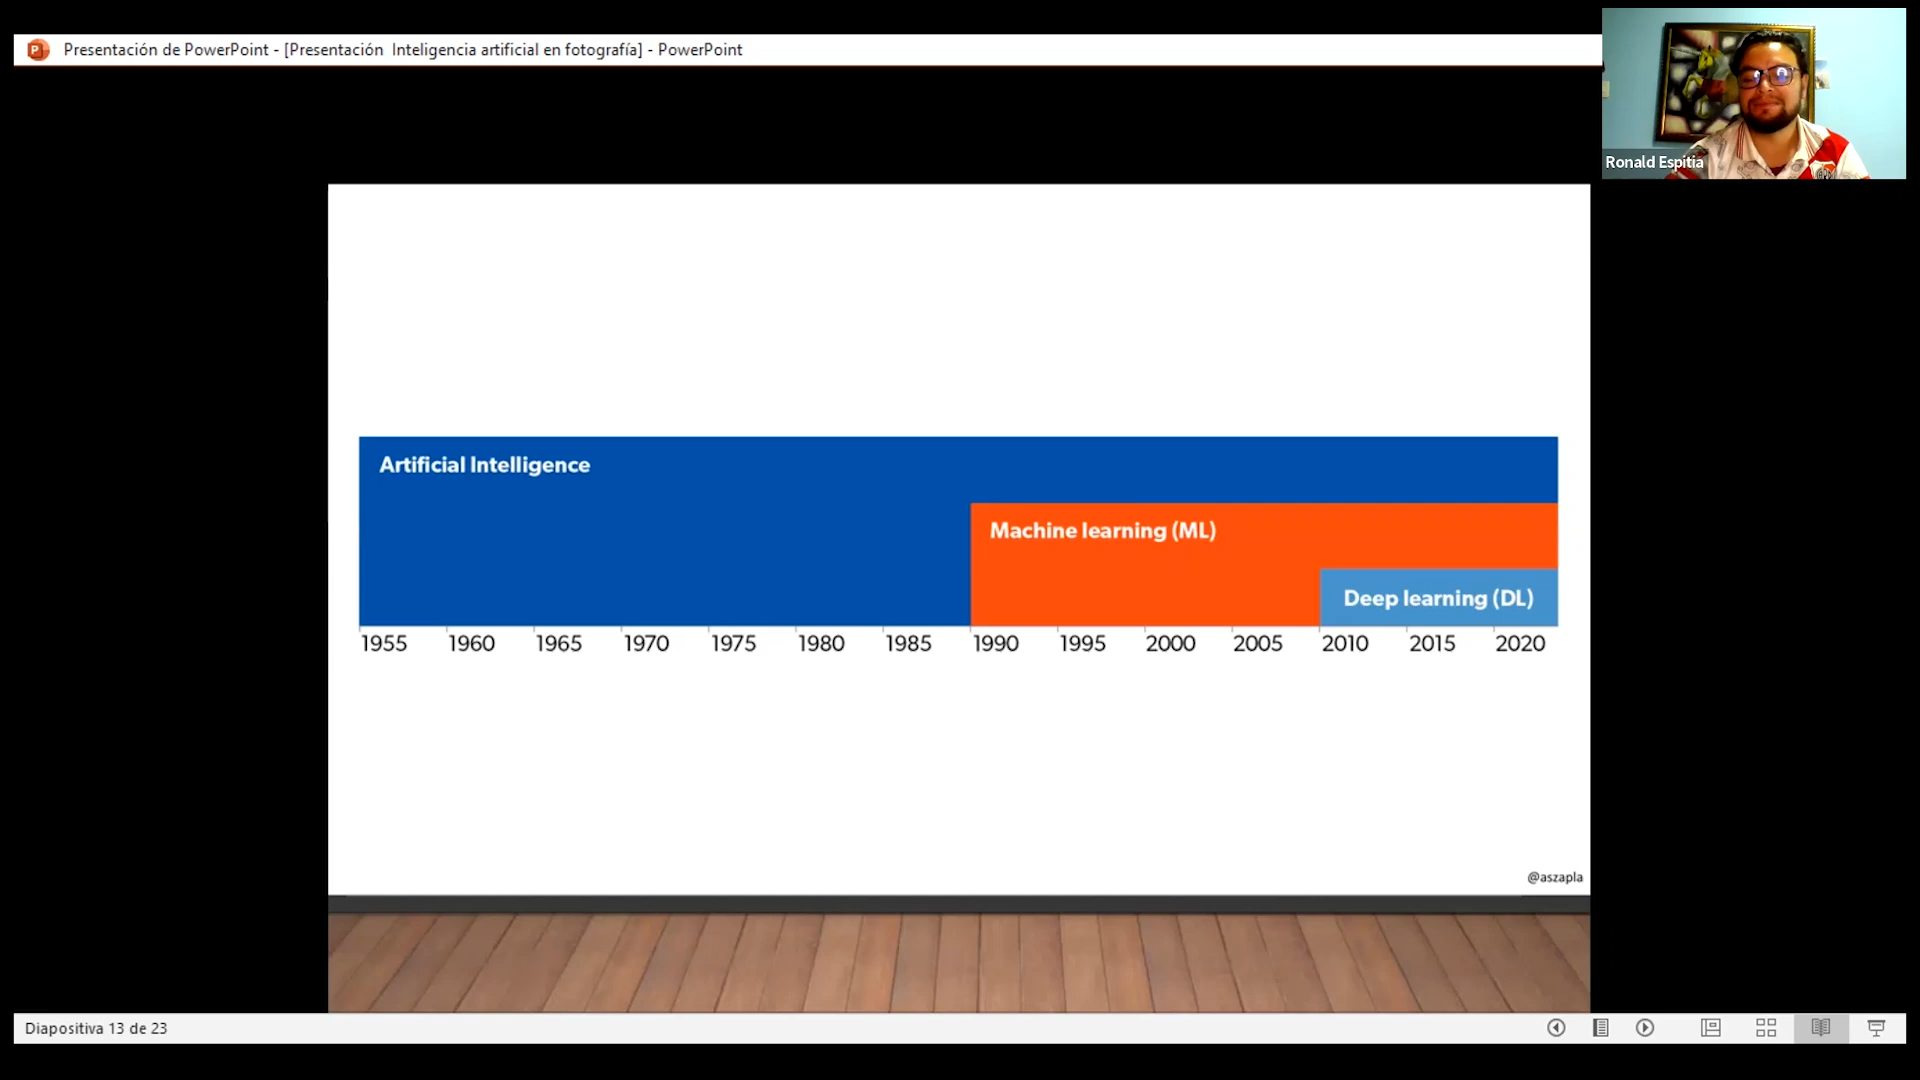 Presentación de PowerPoint - [Presentación  Inteligencia artificial en fotografía] - PowerPoint
Ronald Espitia
Artificial Intelligence
Machine learning (ML)
Deep learning (DL)
1955 1960 1965 1970 1975 1980 1985 1990 1995 2000 2005 2010 2015 2020
@aszapla
Diapositiva 13 de 23